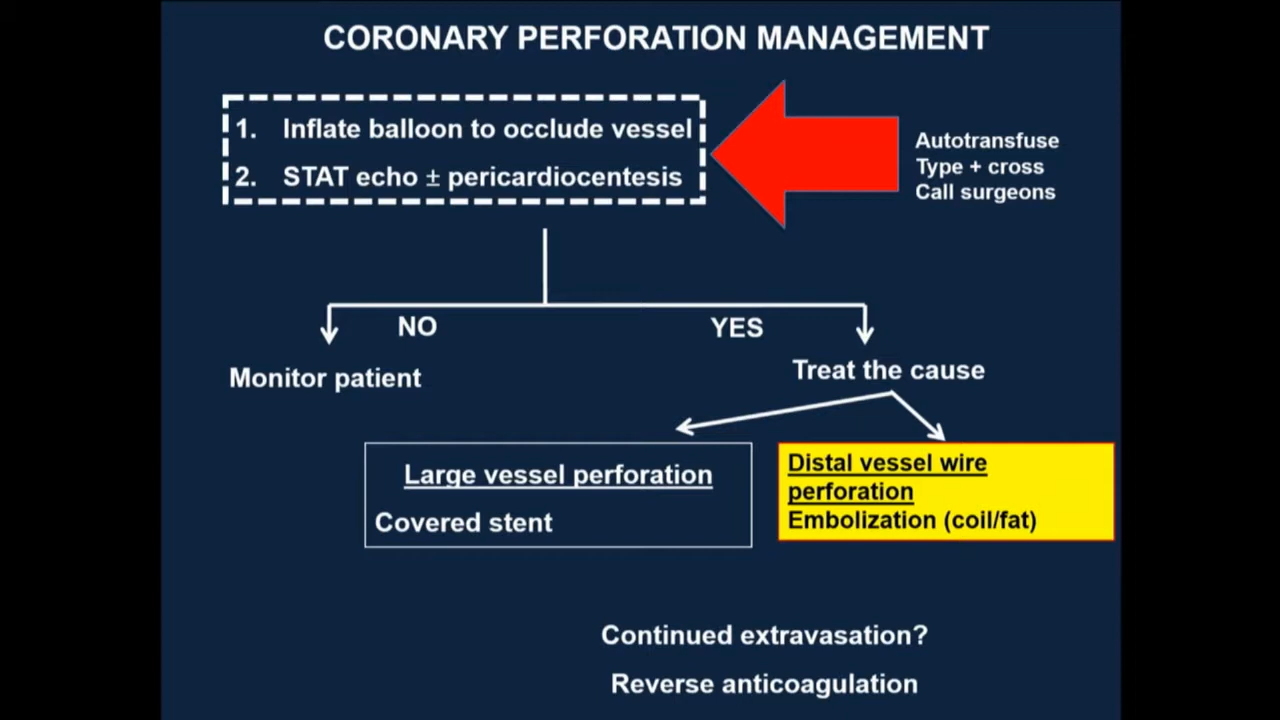 CORONARY PERFORATION MANAGEMENT
1. Inflate balloon to occlude vessel
2. STAT echo ± pericardiocentesis
Autotransfuse
Type + cross
Call surgeons
NO
YES
Monitor patient
Treat the cause
Large vessel perforation
Covered stent
Distal vessel wire
perforation
Embolization (coil/fat)
Continued extravasation?
Reverse anticoagulation